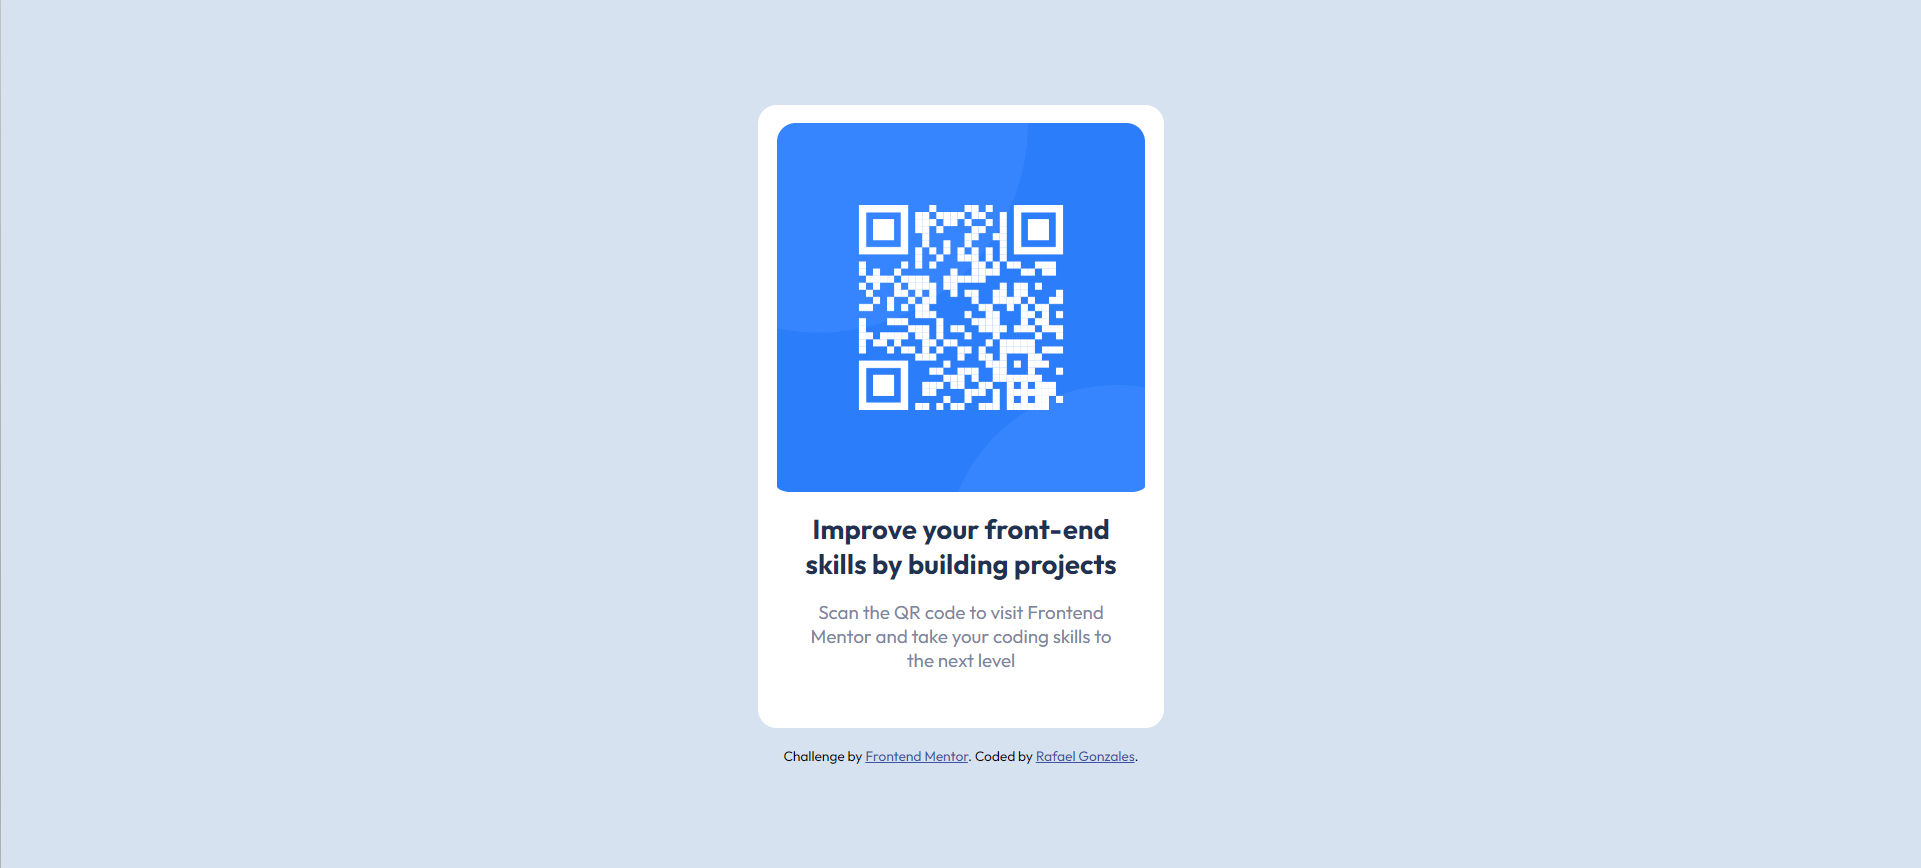 Improve your front-end
skills by building projects
Scan the QR code to visit Frontend
Mentor and take your coding skills to
the next level
Challenge by Frontend Mentor. Coded by Rafael Gonzales.